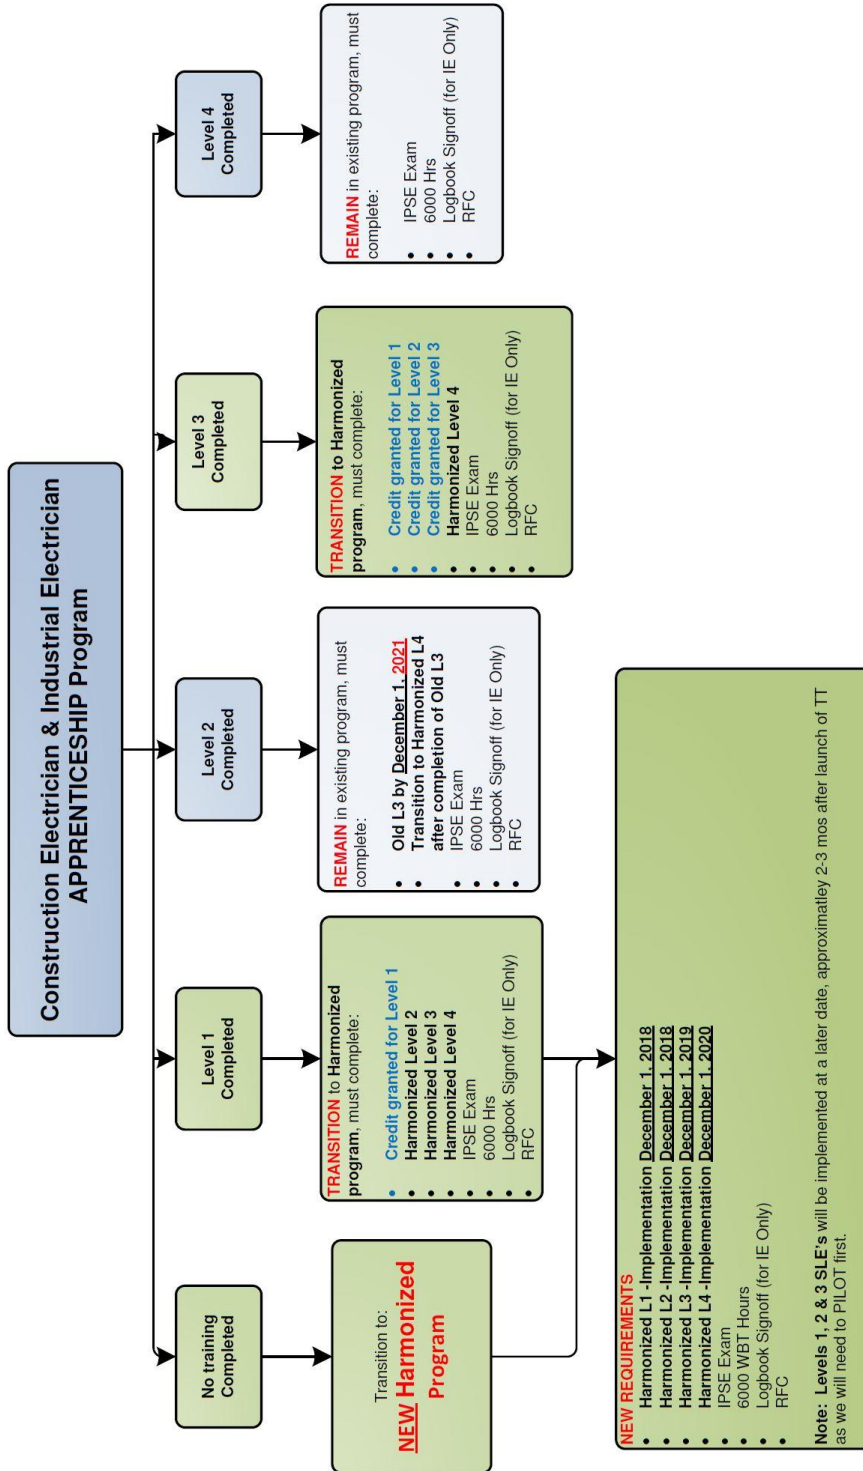 Construction Electrician & Industrial Electrician
APPRENTICESHIP Program
No training
Completed
Level 1
Completed
Level 2
Completed
Level 3
Completed
Level 4
Completed
Transition to:
NEW Harmonized
Program
TRANSITION to Harmonized
program, must complete:
• Credit granted for Level 1
• Harmonized Level 2
• Harmonized Level 3
• Harmonized Level 4
• IPSE Exam
• 6000 Hrs
• Logbook Signoff (for IE Only)
• RFC
REMAIN in existing program, must
complete:
• Old L3 by December 1, 2021
• Transition to Harmonized L4
after completion of Old L3
• IPSE Exam
• 6000 Hrs
• Logbook Signoff (for IE Only)
• RFC
TRANSITION to Harmonized
program, must complete:
• Credit granted for Level 1
• Credit granted for Level 2
• Credit granted for Level 3
• Harmonized Level 4
• IPSE Exam
• 6000 Hrs
• Logbook Signoff (for IE Only)
• RFC
REMAIN in existing program, must
complete:
• IPSE Exam
• 6000 Hrs
• Logbook Signoff (for IE Only)
• RFC
NEW REQUIREMENTS
• Harmonized L1 -Implementation December 1, 2018
• Harmonized L2 -Implementation December 1, 2018
• Harmonized L3 -Implementation December 1, 2019
• Harmonized L4 -Implementation December 1, 2020
• IPSE Exam
• 6000 WBT Hours
• Logbook Signoff (for IE Only)
• RFC
Note: Levels 1, 2 & 3 SLE's will be implemented at a later date, approximatley 2-3 mos after launch of TT
as we will need to PILOT first.